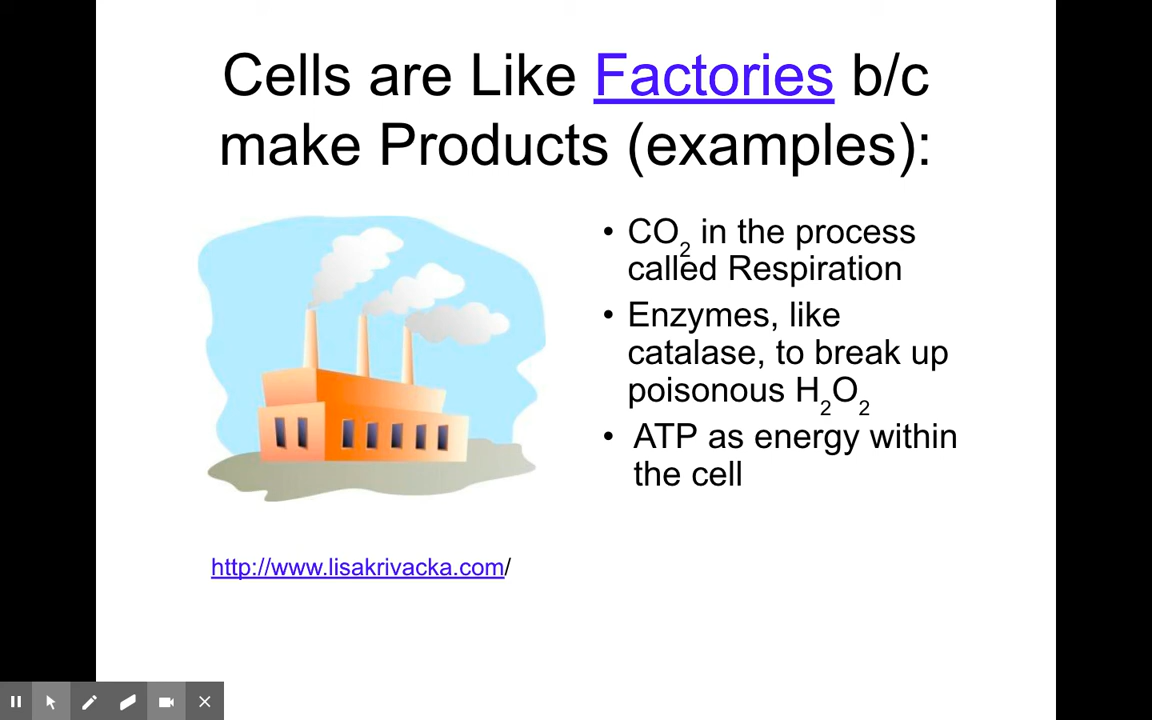 Cells are Like Factories b/c
make Products (examples):
• CO₂ in the process
called Respiration
• Enzymes, like
catalase, to break up
poisonous H₂O₂
• ATP as energy within
the cell
http://www.lisakrivacka.com/